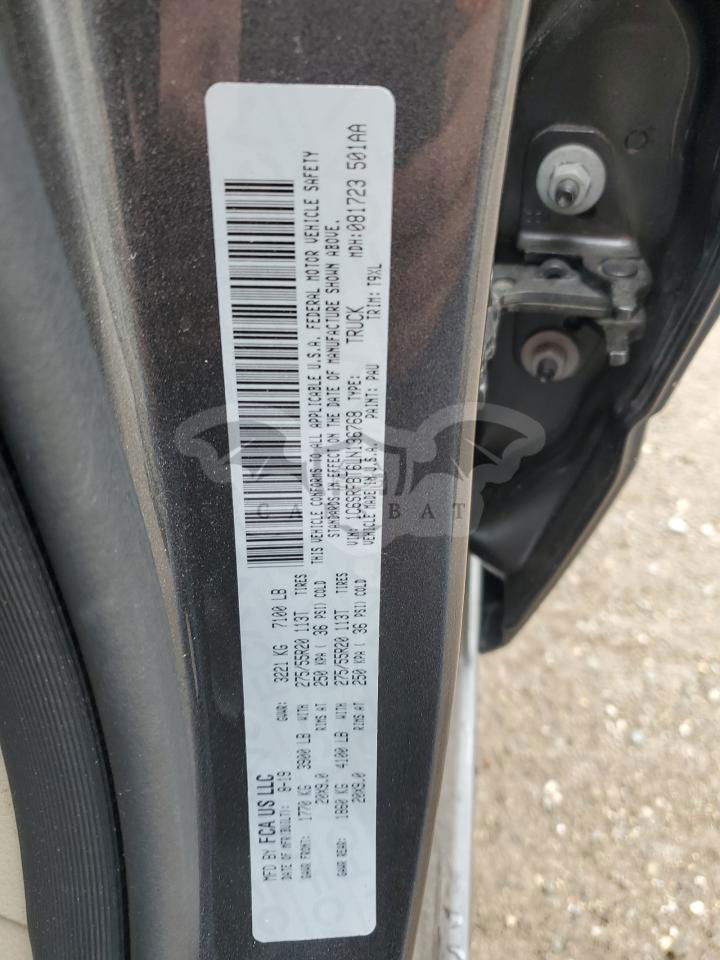 MFD BY FCA US LLC
DATE OF MFR(BUILT): 8-19 GVWR: 3221 KG 7100 LB
GAWR FRONT: 1770 KG 3900 LB WITH 275/55R20 113T TIRES
20X9.0 RIMS AT 250 KPA ( 36 PSI) COLD
GAWR REAR: 1860 KG 4100 LB WITH 275/55R20 113T TIRES
20X9.0 RIMS AT 250 KPA ( 36 PSI) COLD
THIS VEHICLE CONFORMS TO ALL APPLICABLE U.S.A. FEDERAL MOTOR VEHICLE SAFETY
STANDARDS IN EFFECT ON THE DATE OF MANUFACTURE SHOWN ABOVE.
VIN: 1C6SRFBT6LN136768 TYPE: TRUCK MDH:081723 501AA
VEHICLE MADE IN U.S.A. PAINT: PAU TRIM: T9XL